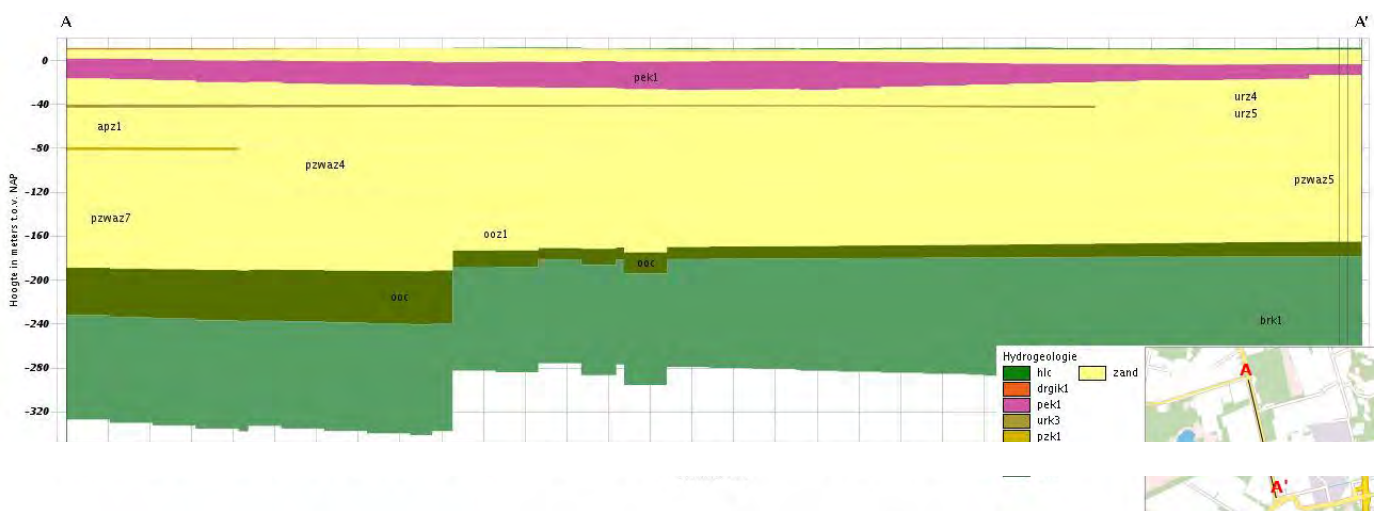 A A'
0
pek1
-40
urz4
urz5
apz1
-80
pzwaz4
-120
pzwaz5
pzwaz7
-160
ooz1
-200
ooc
ooc
-240
brk1
-280
-320
Hoogte in meters t.o.v. NAP
Hydrogeologie
hlc zand
drgik1
pek1
urk3
pzk1
A
A'